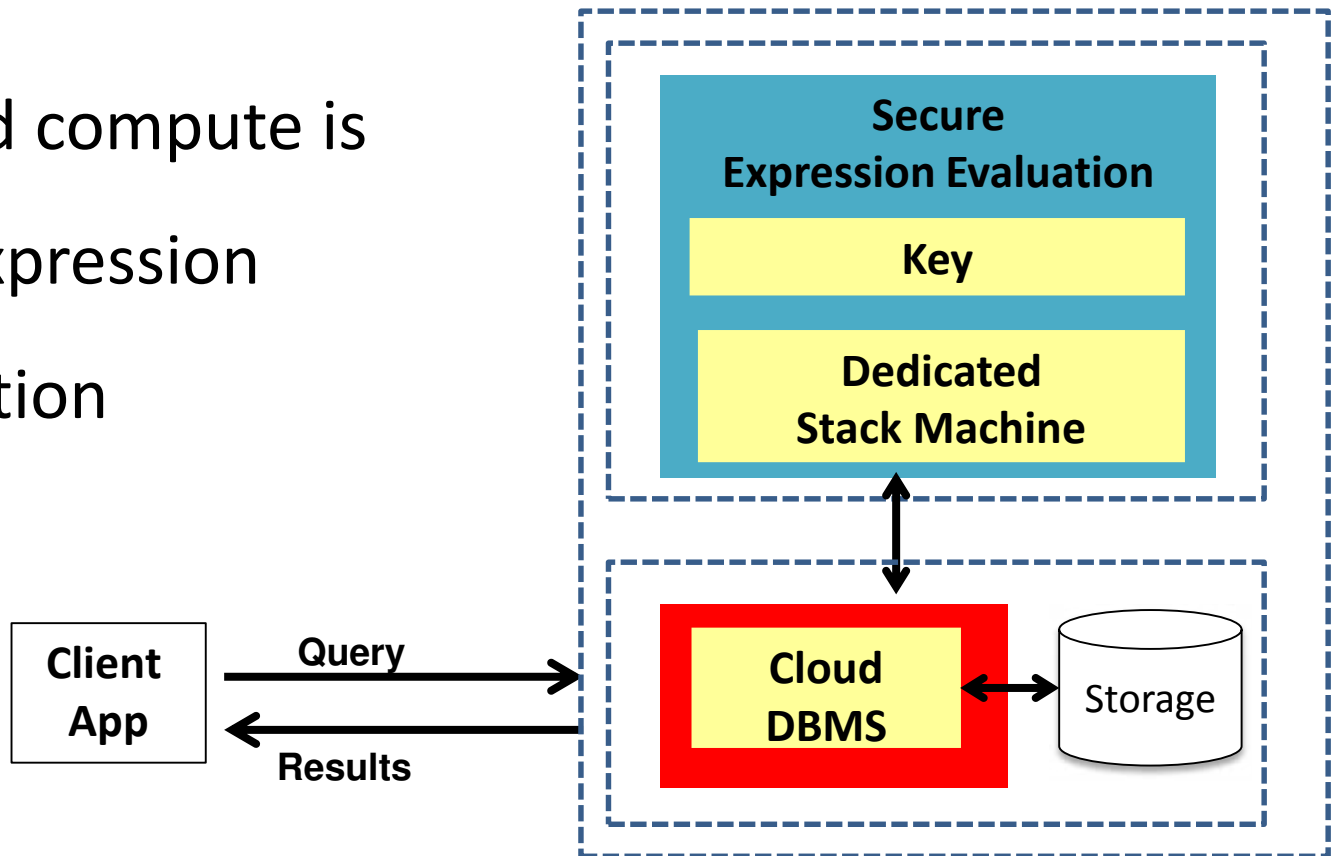 d compute is
xpression
tion
Secure
Expression Evaluation
Key
Dedicated
Stack Machine
Client
App
Query
Results
Cloud
DBMS
Storage